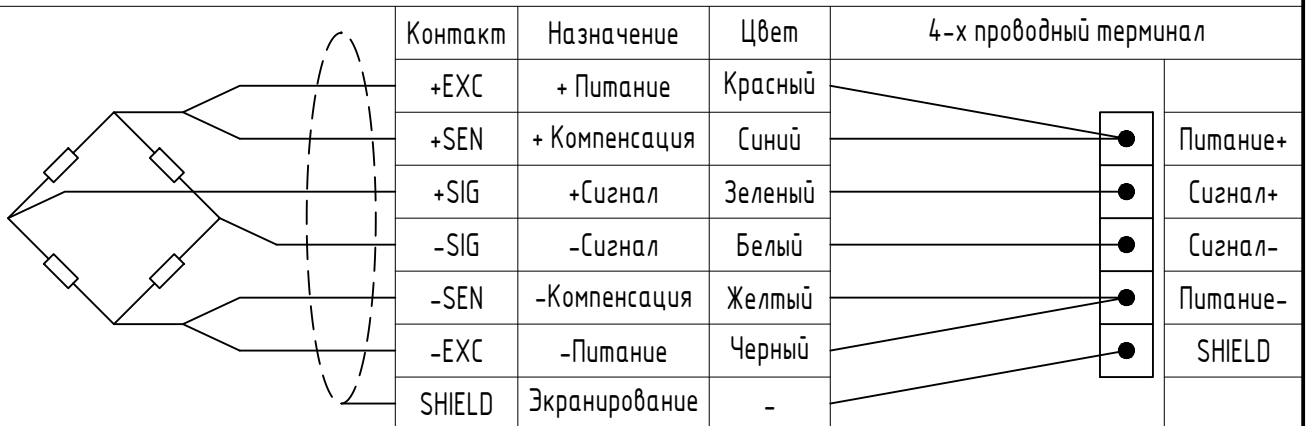 Контакт Назначение Цвет 4-х проводный терминал
+EXC + Питание Красный
+SEN + Компенсация Синий Питание+
+SIG +Сигнал Зеленый Сигнал+
-SIG -Сигнал Белый Сигнал-
-SEN -Компенсация Желтый Питание-
-EXC -Питание Черный SHIELD
SHIELD Экранирование -